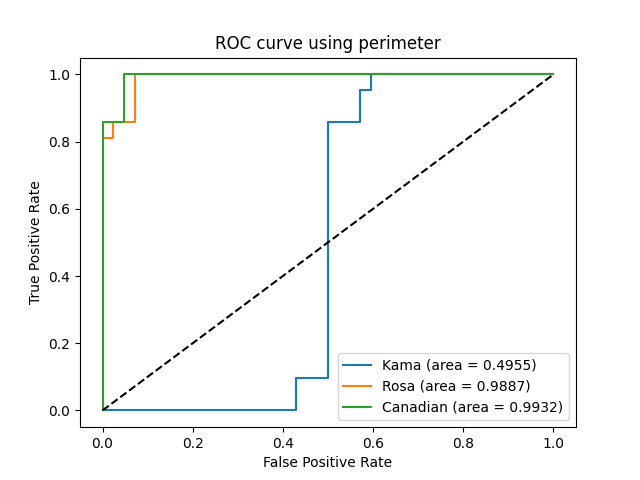 ROC curve using perimeter
True Positive Rate
1.0
0.8
0.6
0.4
0.2
0.0
Kama (area = 0.4955)
Rosa (area = 0.9887)
Canadian (area = 0.9932)
0.0 0.2 0.4 0.6 0.8 1.0
False Positive Rate